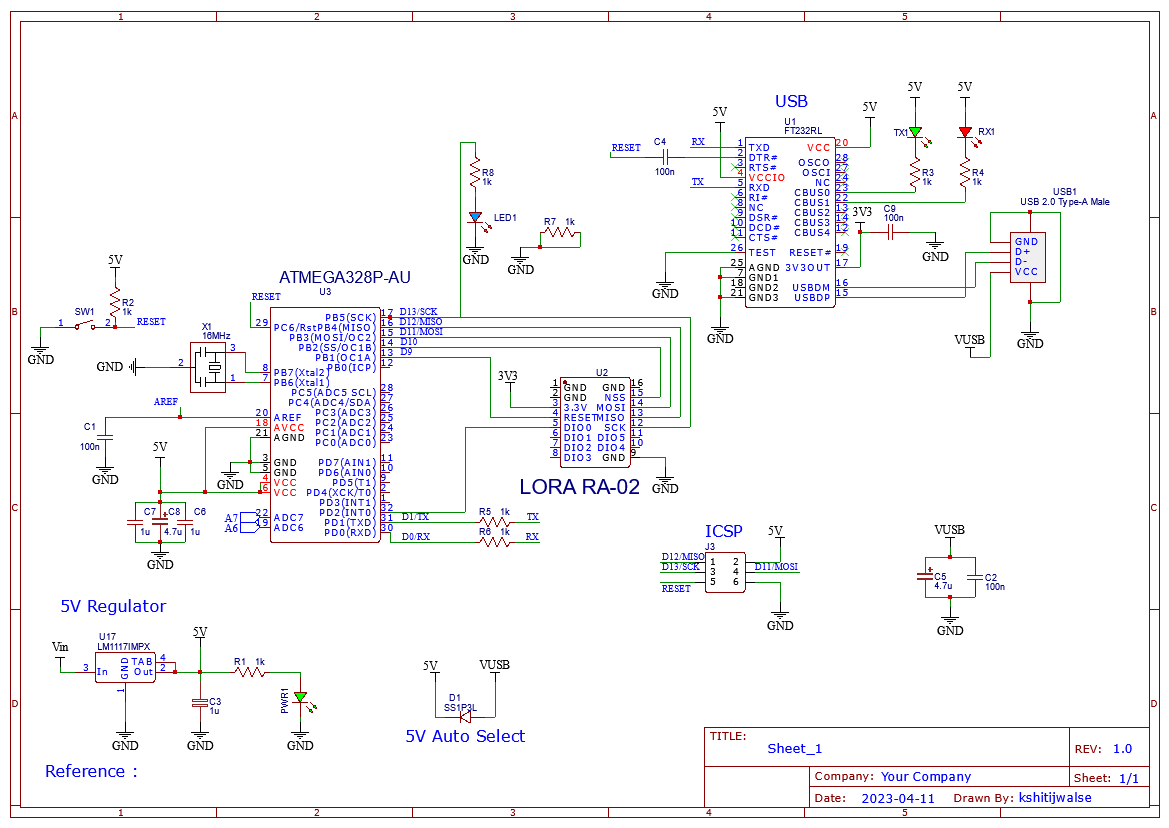 1 2 3 4 5
A
B
C
D
A
B
C
D
1 2 3 4 5
USB
U1
FT232RL
5V
5V
5V
5V
RESET
C4
100n
RX
TX
1 TXD
2 DTR#
3 RTS#
4 VCCIO
5 RXD
6 RI#
8 NC
9 DSR#
10 DCD#
11 CTS#
26 TEST
25 AGND
7 GND1
18 GND2
21 GND3
VCC 20
OSCO 28
OSCI 27
NC 24
CBUS0 23
CBUS1 22
CBUS2 13
CBUS3 14
CBUS4 12
RESET# 19
3V3OUT 17
USBDM 16
USBDP 15
TX1
RX1
R3
1k
R4
1k
3V3
C9
100n
GND
GND
GND
USB1
USB 2.0 Type-A Male
GND
D+
D-
VCC
VUSB
GND
R8
1k
LED1
GND
R7 1k
GND
ATMEGA328P-AU
U3
RESET
5V
R2
1k
SW1
1 2
RESET
GND
X1
16MHz
GND
2
3
1
AREF
C1
100n
GND
5V
GND
C7
1u
C8
4.7u
C6
1u
GND
A7
A6
29 PC6/Rst
8 PB7(Xtal2)
7 PB6(Xtal1)
20 AREF
18 AVCC
21 AGND
3 GND
5 GND
4 VCC
6 VCC
22 ADC7
19 ADC6
PB5(SCK) 17 D13/SCK
PB4(MISO) 16 D12/MISO
PB3(MOSI/OC2) 15 D11/MOSI
PB2(SS/OC1B) 14 D10
PB1(OC1A) 13 D9
PB0(ICP) 12
PC5(ADC5 SCL) 28
PC4(ADC4/SDA) 27
PC3(ADC3) 26
PC2(ADC2) 25
PC1(ADC1) 24
PC0(ADC0) 23
PD7(AIN1) 11
PD6(AIN0) 10
PD5(T1) 9
PD4(XCK/T0) 2
PD3(INT1) 1
PD2(INT0) 32
PD1(TXD) 31 D1/TX
PD0(RXD) 30 D0/RX
R5 1k TX
R6 1k RX
3V3
U2
1 GND GND 16
2 GND NSS 15
3 3.3V MOSI 14
4 RESET MISO 13
5 DIO0 SCK 12
6 DIO1 DIO5 11
7 DIO2 DIO4 10
8 DIO3 GND 9
LORA RA-02
GND
ICSP
J3
5V
D12/MISO 1 2
D13/SCK 3 4 D11/MOSI
RESET 5 6
GND
VUSB
C5
4.7u
C2
100n
GND
5V Regulator
Vin
U17
LM1117IMPX
3 In
GND
1
TAB 4
Out 2
5V
R1 1k
C3
1u
PWR1
GND
GND
GND
5V
VUSB
D1
SS1P3L
5V Auto Select
Reference :
TITLE:
Sheet_1
REV: 1.0
Company: Your Company
Sheet: 1/1
Date: 2023-04-11 Drawn By: kshitijwalse